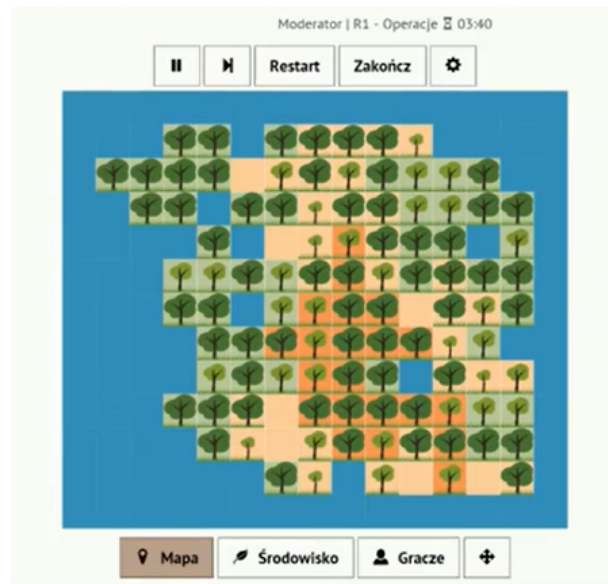 Moderator | R1 - Operacje 03:40
Restart Zakończ
Mapa Środowisko Gracze